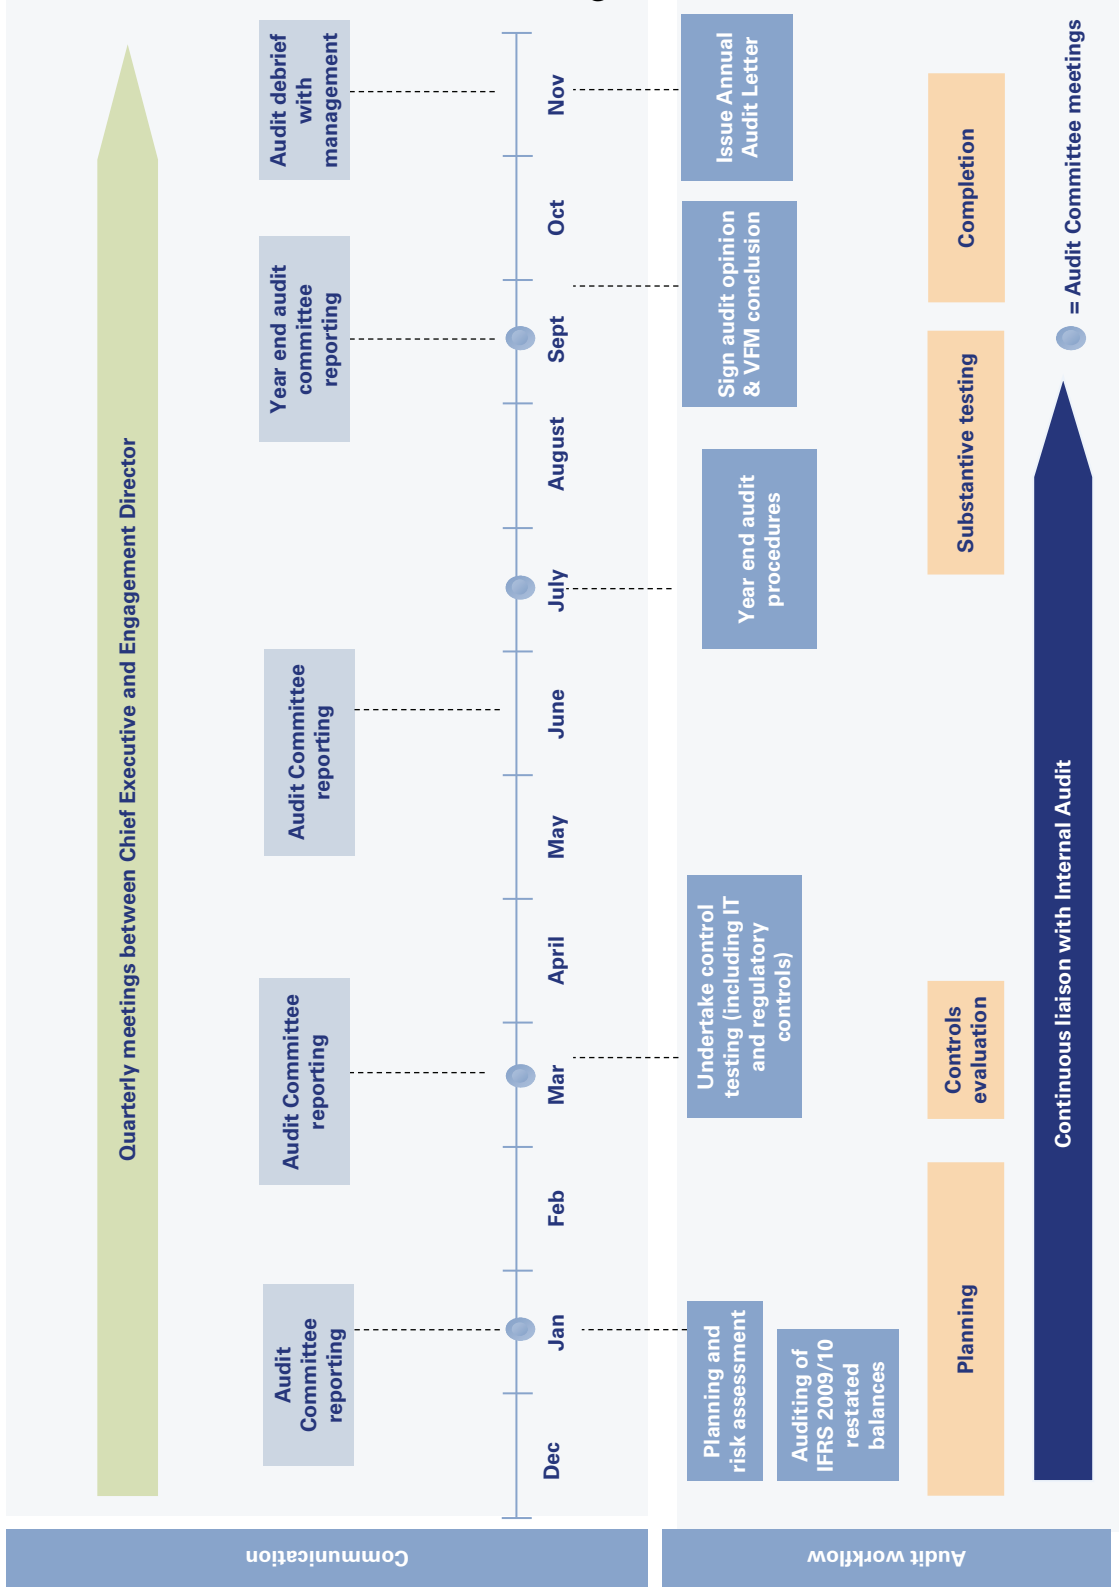 Communication
Quarterly meetings between Chief Executive and Engagement Director
Audit
Committee
reporting
Audit Committee
reporting
Audit Committee
reporting
Year end audit
committee
reporting
Audit debrief
with
management
Dec
Jan
Feb
Mar
April
May
June
July
August
Sept
Oct
Nov
Audit workflow
Planning and
risk assessment
Auditing of
IFRS 2009/10
restated
balances
Undertake control
testing (including IT
and regulatory
controls)
Year end audit
procedures
Sign audit opinion
& VFM conclusion
Issue Annual
Audit Letter
Planning
Controls
evaluation
Substantive testing
Completion
Continuous liaison with Internal Audit
= Audit Committee meetings